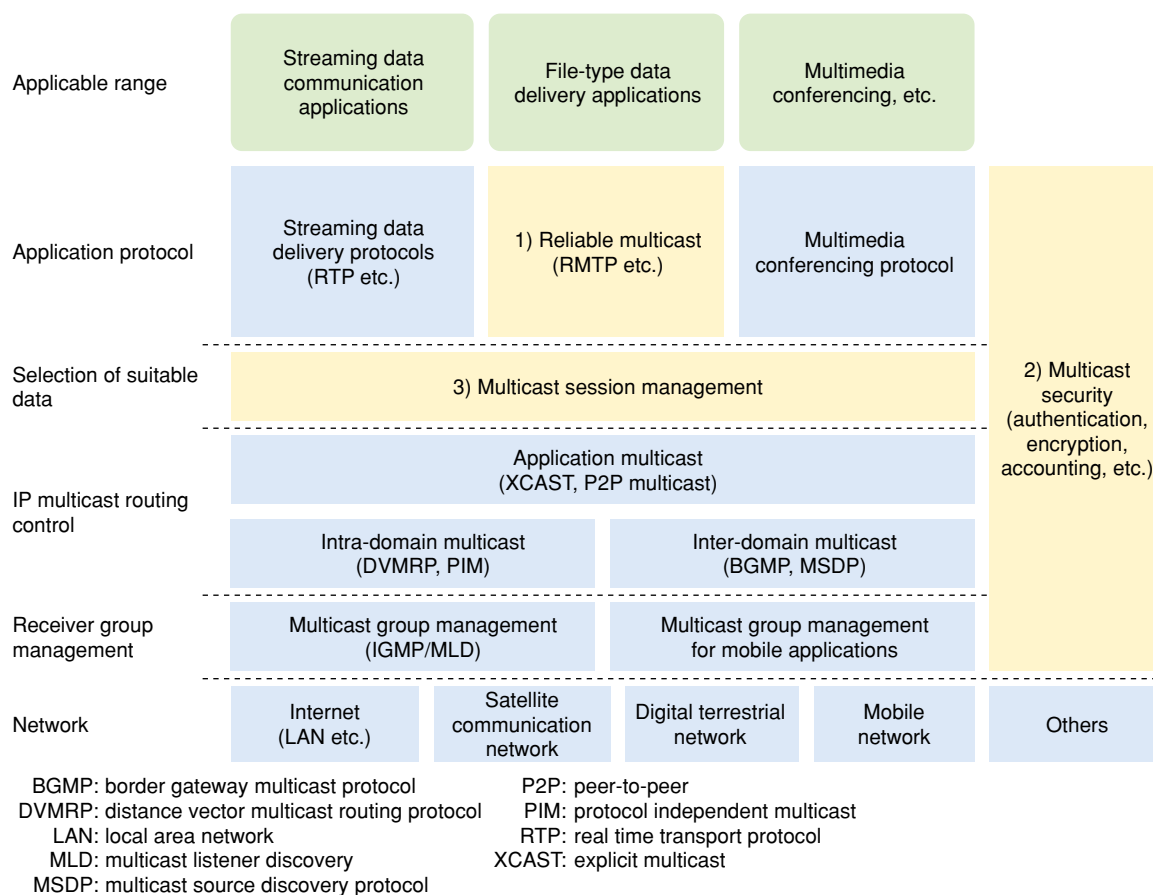 Applicable range
Streaming data
communication
applications
File-type data
delivery applications
Multimedia
conferencing, etc.
Application protocol
Streaming data
delivery protocols
(RTP etc.)
1) Reliable multicast
(RMTP etc.)
Multimedia
conferencing protocol
2) Multicast
security
(authentication,
encryption,
accounting, etc.)
Selection of suitable
data
3) Multicast session management
IP multicast routing
control
Application multicast
(XCAST, P2P multicast)
Intra-domain multicast
(DVMRP, PIM)
Inter-domain multicast
(BGMP, MSDP)
Receiver group
management
Multicast group management
(IGMP/MLD)
Multicast group management
for mobile applications
Network
Internet
(LAN etc.)
Satellite
communication
network
Digital terrestrial
network
Mobile
network
Others
BGMP: border gateway multicast protocol
DVMRP: distance vector multicast routing protocol
LAN: local area network
MLD: multicast listener discovery
MSDP: multicast source discovery protocol
P2P: peer-to-peer
PIM: protocol independent multicast
RTP: real time transport protocol
XCAST: explicit multicast